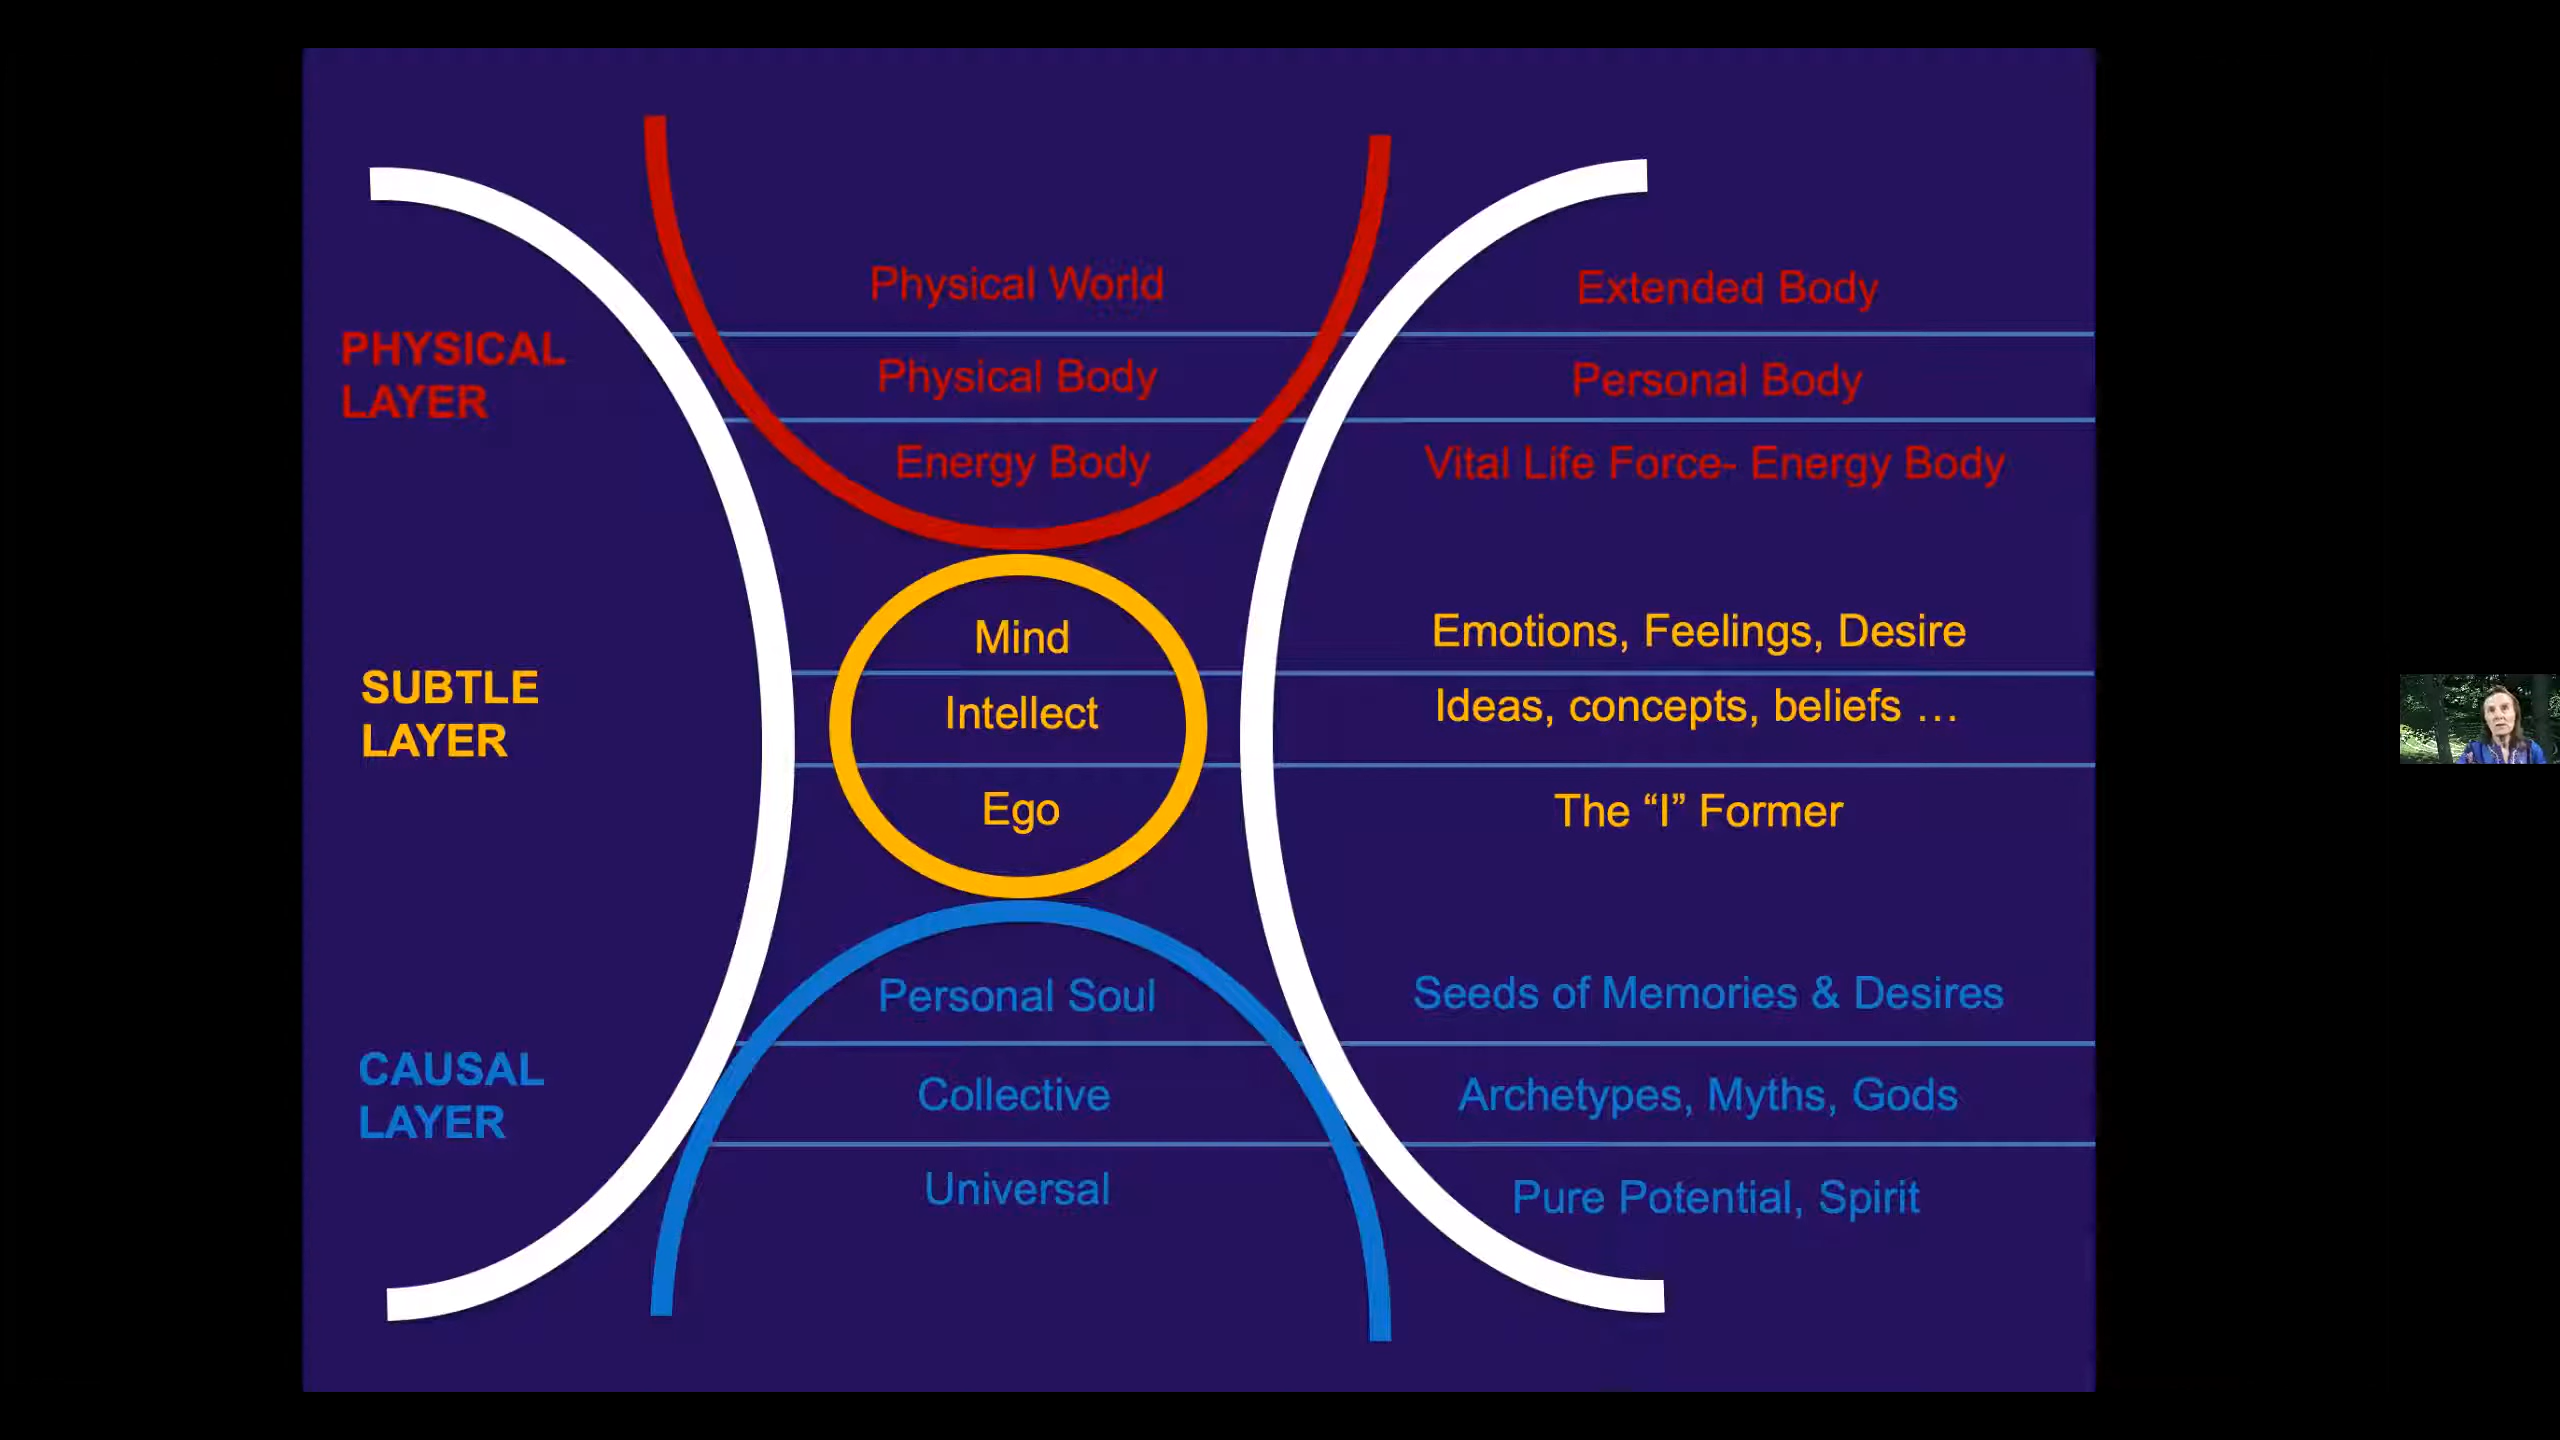 Physical World
Extended Body
PHYSICAL
LAYER
Physical Body
Personal Body
Energy Body
Vital Life Force- Energy Body
SUBTLE
LAYER
Mind
Emotions, Feelings, Desire
Intellect
Ideas, concepts, beliefs …
Ego
The “I” Former
CAUSAL
LAYER
Personal Soul
Seeds of Memories & Desires
Collective
Archetypes, Myths, Gods
Universal
Pure Potential, Spirit